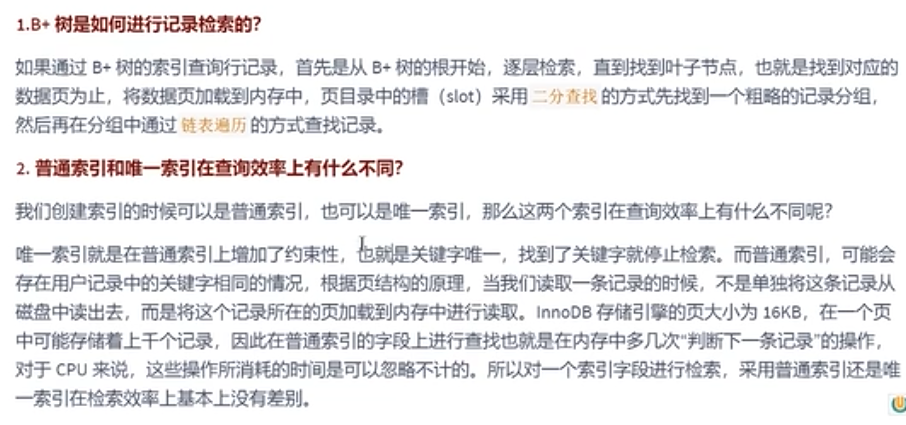 1.B+ 树是如何进行记录检索的？
如果通过 B+ 树的索引查询行记录，首先是从 B+ 树的根开始，逐层检索，直到找到叶子节点，也就是找到对应的
数据页为止，将数据页加载到内存中，页目录中的槽（slot）采用 二分查找 的方式先找到一个粗略的记录分组，
然后再在分组中通过 链表遍历 的方式查找记录。
2. 普通索引和唯一索引在查询效率上有什么不同？
我们创建索引的时候可以是普通索引，也可以是唯一索引，那么这两个索引在查询效率上有什么不同呢？
唯一索引就是在普通索引上增加了约束性，也就是关键字唯一，找到了关键字就停止检索。而普通索引，可能会
存在用户记录中的关键字相同的情况，根据页结构的原理，当我们读取一条记录的时候，不是单独将这条记录从
磁盘中读出去，而是将这个记录所在的页加载到内存中进行读取。InnoDB 存储引擎的页大小为 16KB，在一个页
中可能存储着上千个记录，因此在普通索引的字段上进行查找也就是在内存中多几次“判断下一条记录”的操作，
对于 CPU 来说，这些操作所消耗的时间是可以忽略不计的。所以对一个索引字段进行检索，采用普通索引还是唯
一索引在检索效率上基本上没有差别。